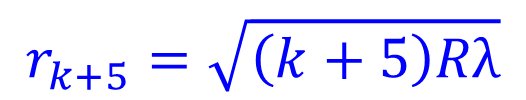 r_{k+5} = √((k + 5)Rλ)